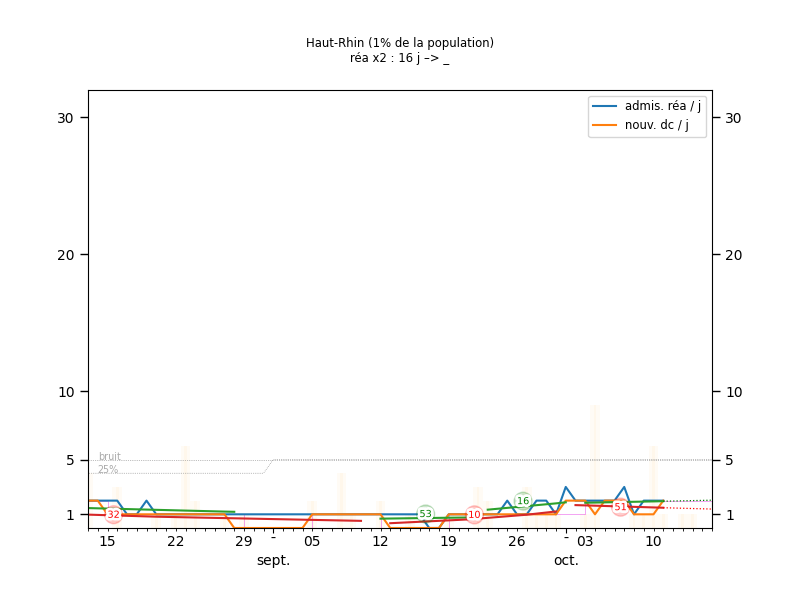 Haut-Rhin (1% de la population)
réa x2 : 16 j –> _
admis. réa / j
nouv. dc / j
30 30
20 20
10 10
5 5
1 1
bruit
25%
32 53 10 16 51
15 22 29 - 05 12 19 26 - 03 10
sept. oct.